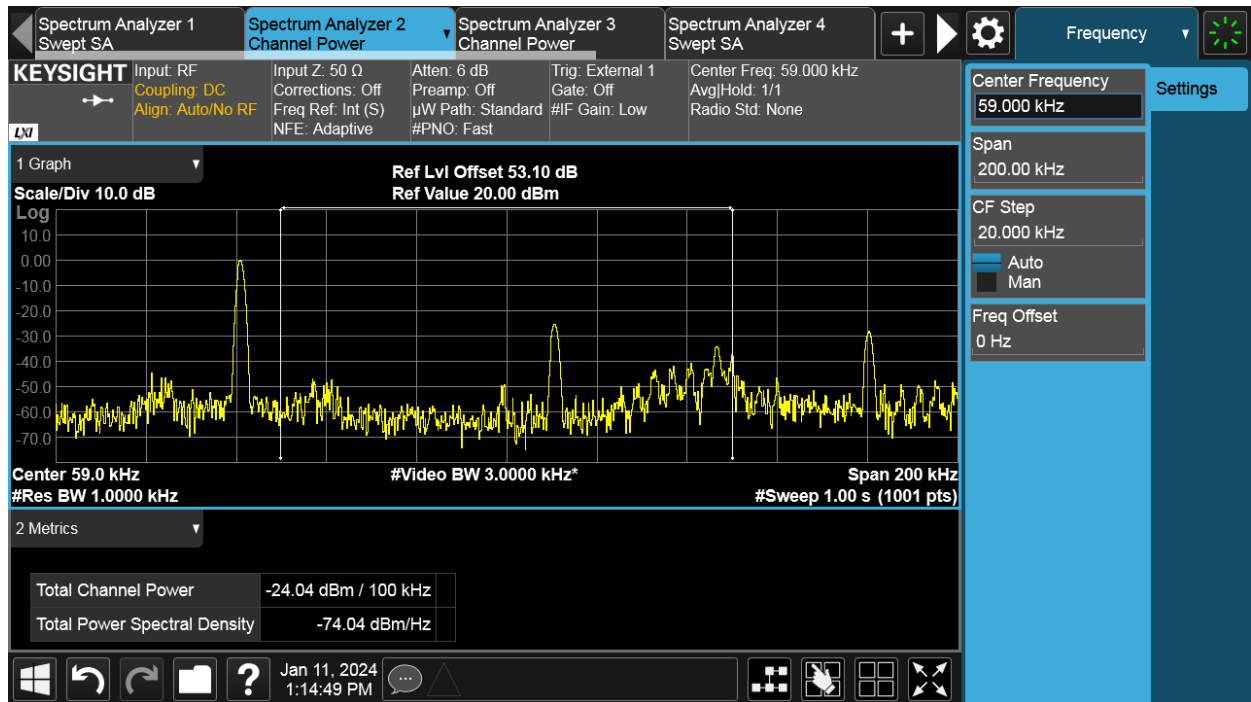 Spectrum Analyzer 1
Swept SA
Spectrum Analyzer 2
Channel Power
Spectrum Analyzer 3
Channel Power
Spectrum Analyzer 4
Swept SA
+
Frequency
KEYSIGHT
LXI
Input: RF
Coupling: DC
Align: Auto/No RF
Input Z: 50 Ω
Corrections: Off
Freq Ref: Int (S)
NFE: Adaptive
Atten: 6 dB
Preamp: Off
µW Path: Standard
#PNO: Fast
Trig: External 1
Gate: Off
#IF Gain: Low
Center Freq: 59.000 kHz
Avg|Hold: 1/1
Radio Std: None
Center Frequency
59.000 kHz
Settings
Span
200.00 kHz
CF Step
20.000 kHz
Auto
Man
Freq Offset
0 Hz
1 Graph
Scale/Div 10.0 dB
Ref Lvl Offset 53.10 dB
Ref Value 20.00 dBm
Log
10.0
0.00
-10.0
-20.0
-30.0
-40.0
-50.0
-60.0
-70.0
Center 59.0 kHz
#Video BW 3.0000 kHz*
Span 200 kHz
#Res BW 1.0000 kHz
#Sweep 1.00 s (1001 pts)
2 Metrics
Total Channel Power -24.04 dBm / 100 kHz
Total Power Spectral Density -74.04 dBm/Hz
?
Jan 11, 2024
1:14:49 PM